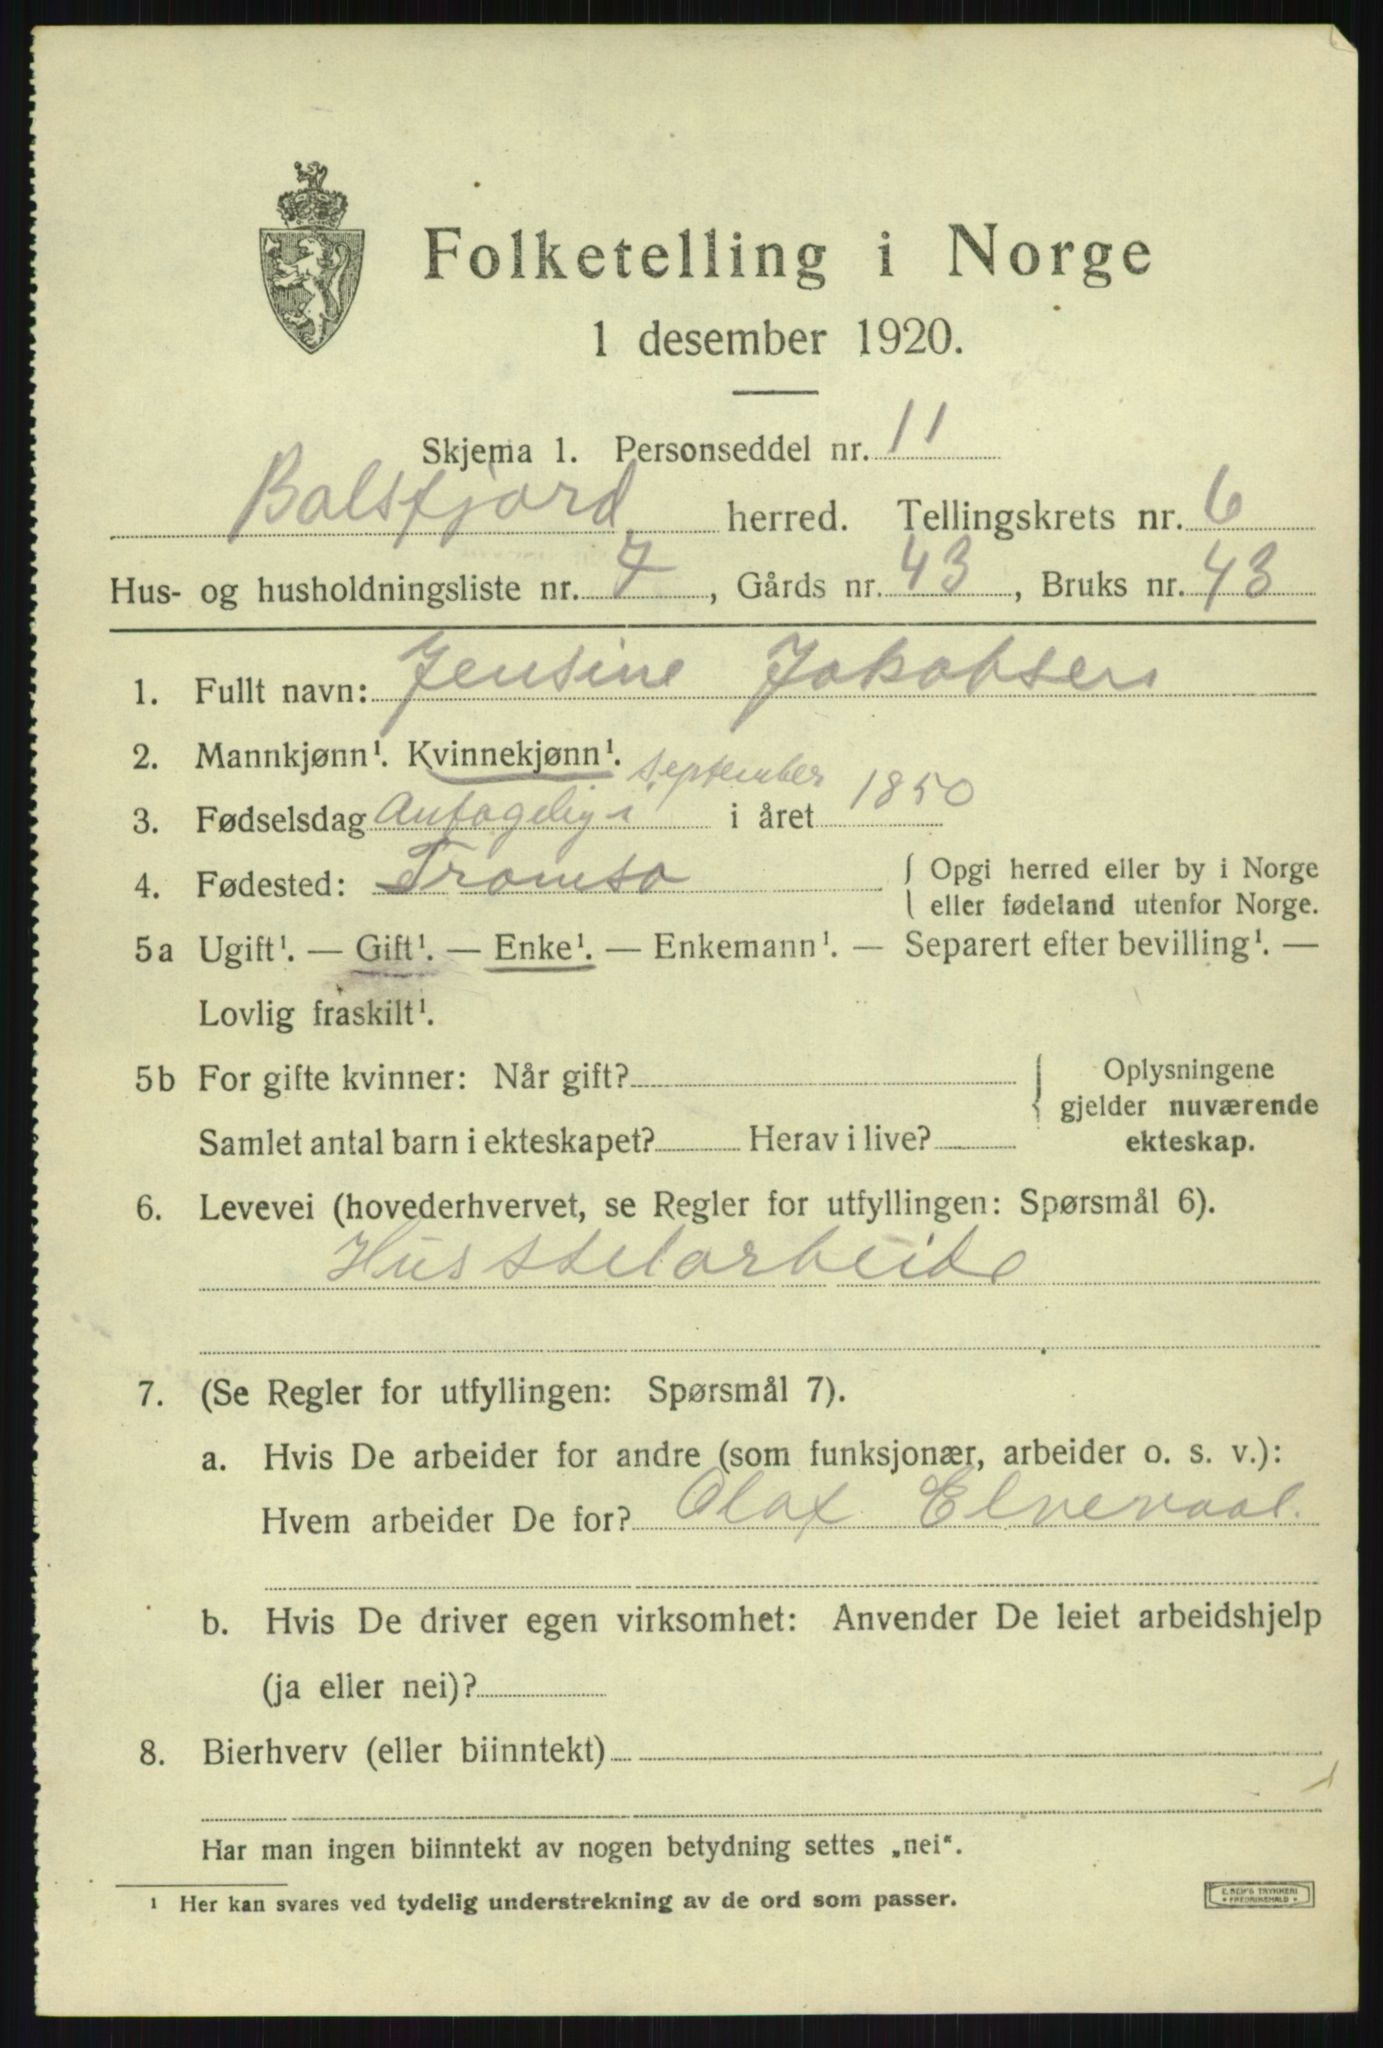 Folketelling i Norge
1 desember 1920.
Skjema 1. Personseddel nr. 11
Balsfjord herred. Tellingskrets nr. 6
Hus- og husholdningsliste nr. 7, Gårds nr. 43, Bruks nr. 43
1. Fullt navn: Jensine Jakobsen
2. Mannkjønn¹. Kvinnekjønn¹.
september
3. Fødselsdag Antagelig i i året 1850
4. Fødested: Tromsø { Opgi herred eller by i Norge
eller fødeland utenfor Norge.
5a Ugift¹. — Gift¹. — Enke¹. — Enkemann¹. — Separert efter bevilling¹. —
Lovlig fraskilt¹.
5b For gifte kvinner: Når gift?
Samlet antal barn i ekteskapet? Herav i live?
{ Oplysningene
gjelder nuværende
ekteskap.
6. Levevei (hovederhvervet, se Regler for utfyllingen: Spørsmål 6).
Husstelarbeide
7. (Se Regler for utfyllingen: Spørsmål 7).
a. Hvis De arbeider for andre (som funksjonær, arbeider o. s. v.):
Hvem arbeider De for? Olaf Elvevaal.
b. Hvis De driver egen virksomhet: Anvender De leiet arbeidshjelp
(ja eller nei)?
8. Bierhverv (eller biinntekt)
Har man ingen biinntekt av nogen betydning settes „nei“.
¹ Her kan svares ved tydelig understrekning av de ord som passer.